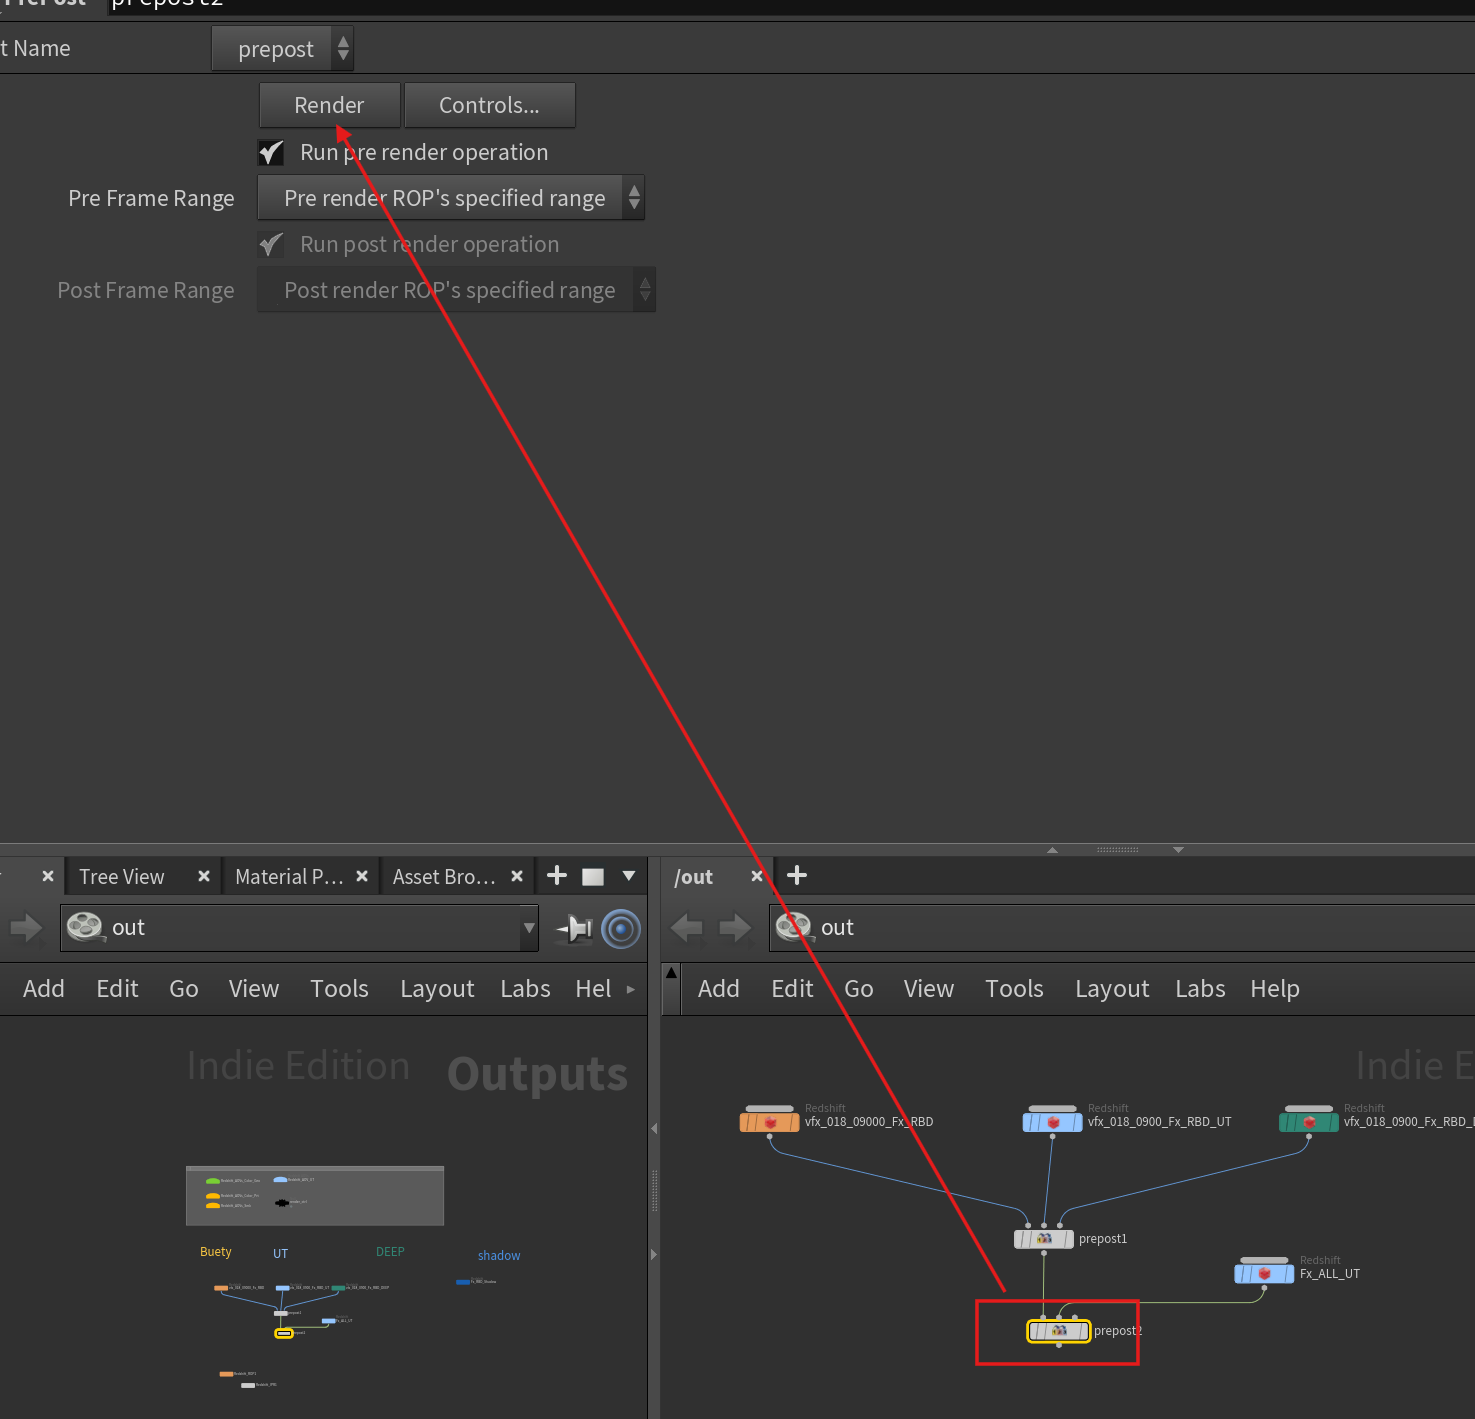 PrePost prepost2
t Name prepost
Render Controls...
Run pre render operation
Pre Frame Range Pre render ROP's specified range
Run post render operation
Post Frame Range Post render ROP's specified range
Tree View Material P... Asset Bro...
out
Add Edit Go View Tools Layout Labs Hel
Indie Edition Outputs
Buety UT DEEP shadow
/out
out
Add Edit Go View Tools Layout Labs Help
Indie E
Redshift
vfx_018_09000_Fx_RBD
Redshift
vfx_018_0900_Fx_RBD_UT
Redshift
vfx_018_0900_Fx_RBD_
prepost1
Redshift
Fx_ALL_UT
prepost2